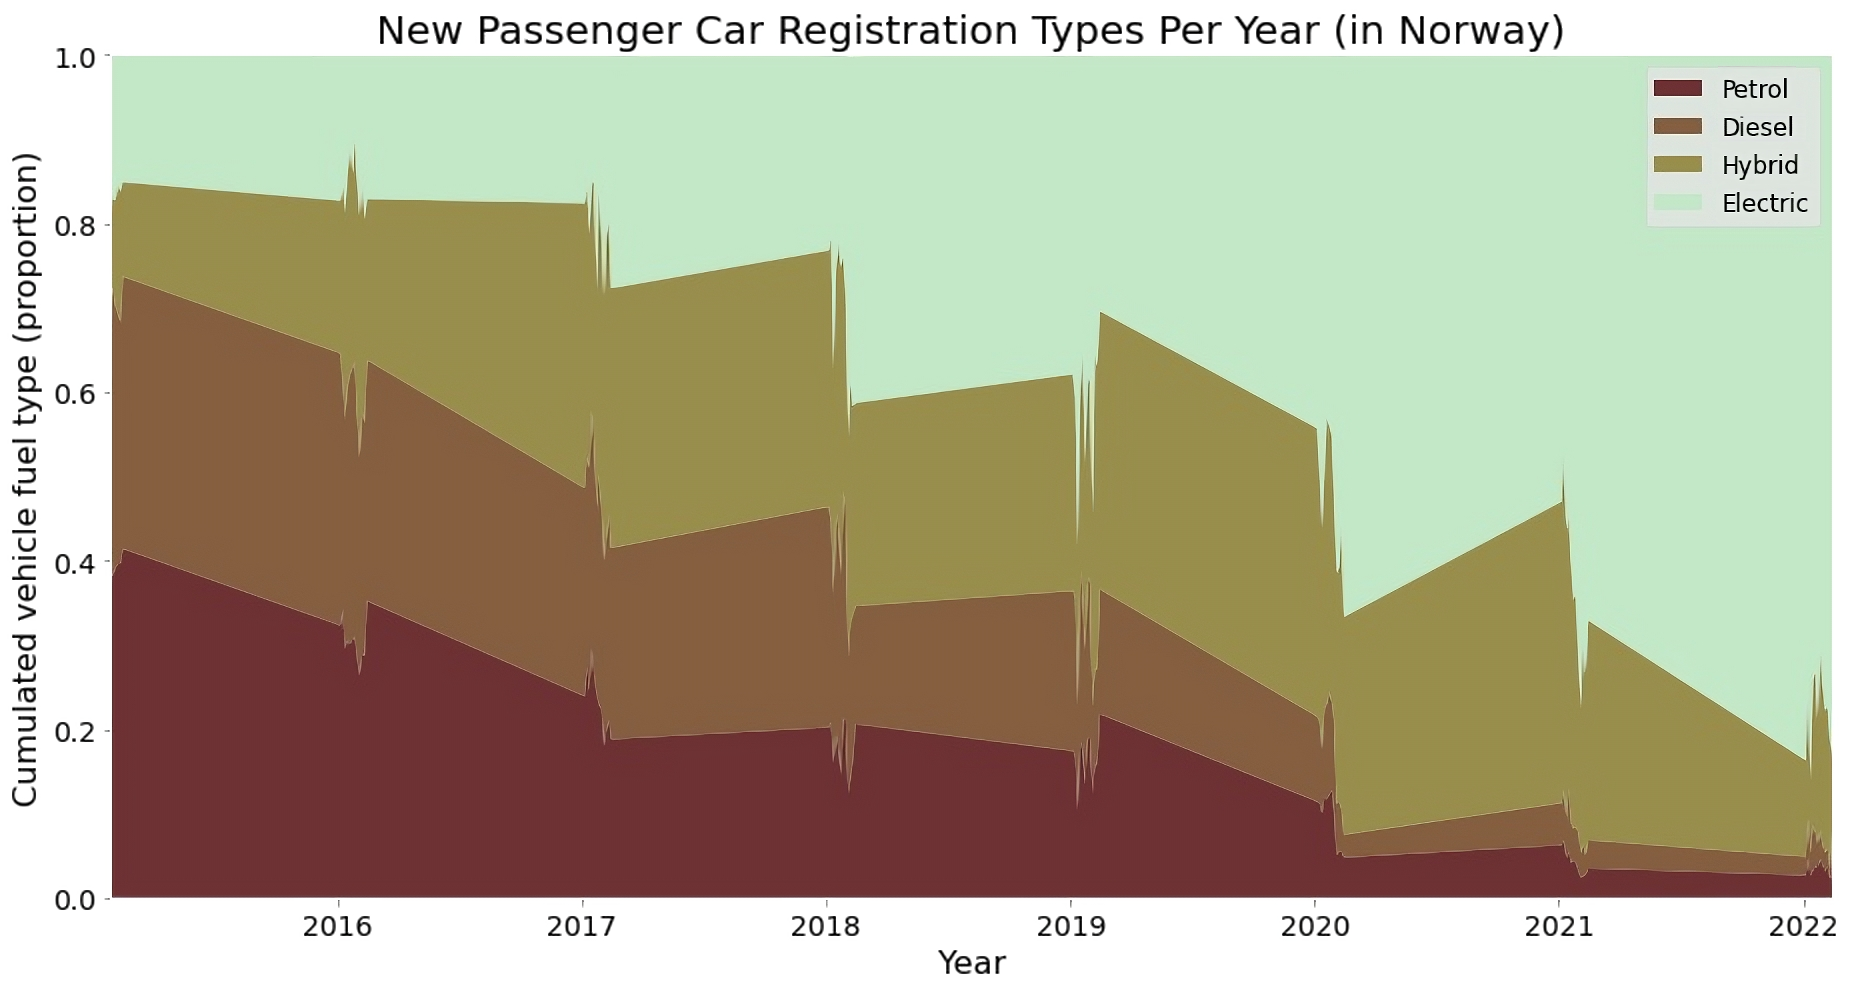 New Passenger Car Registration Types Per Year (in Norway)
1.0
0.8
0.6
0.4
0.2
0.0
Cumulated vehicle fuel type (proportion)
Petrol
Diesel
Hybrid
Electric
2016
2017
2018
2019
2020
2021
2022
Year